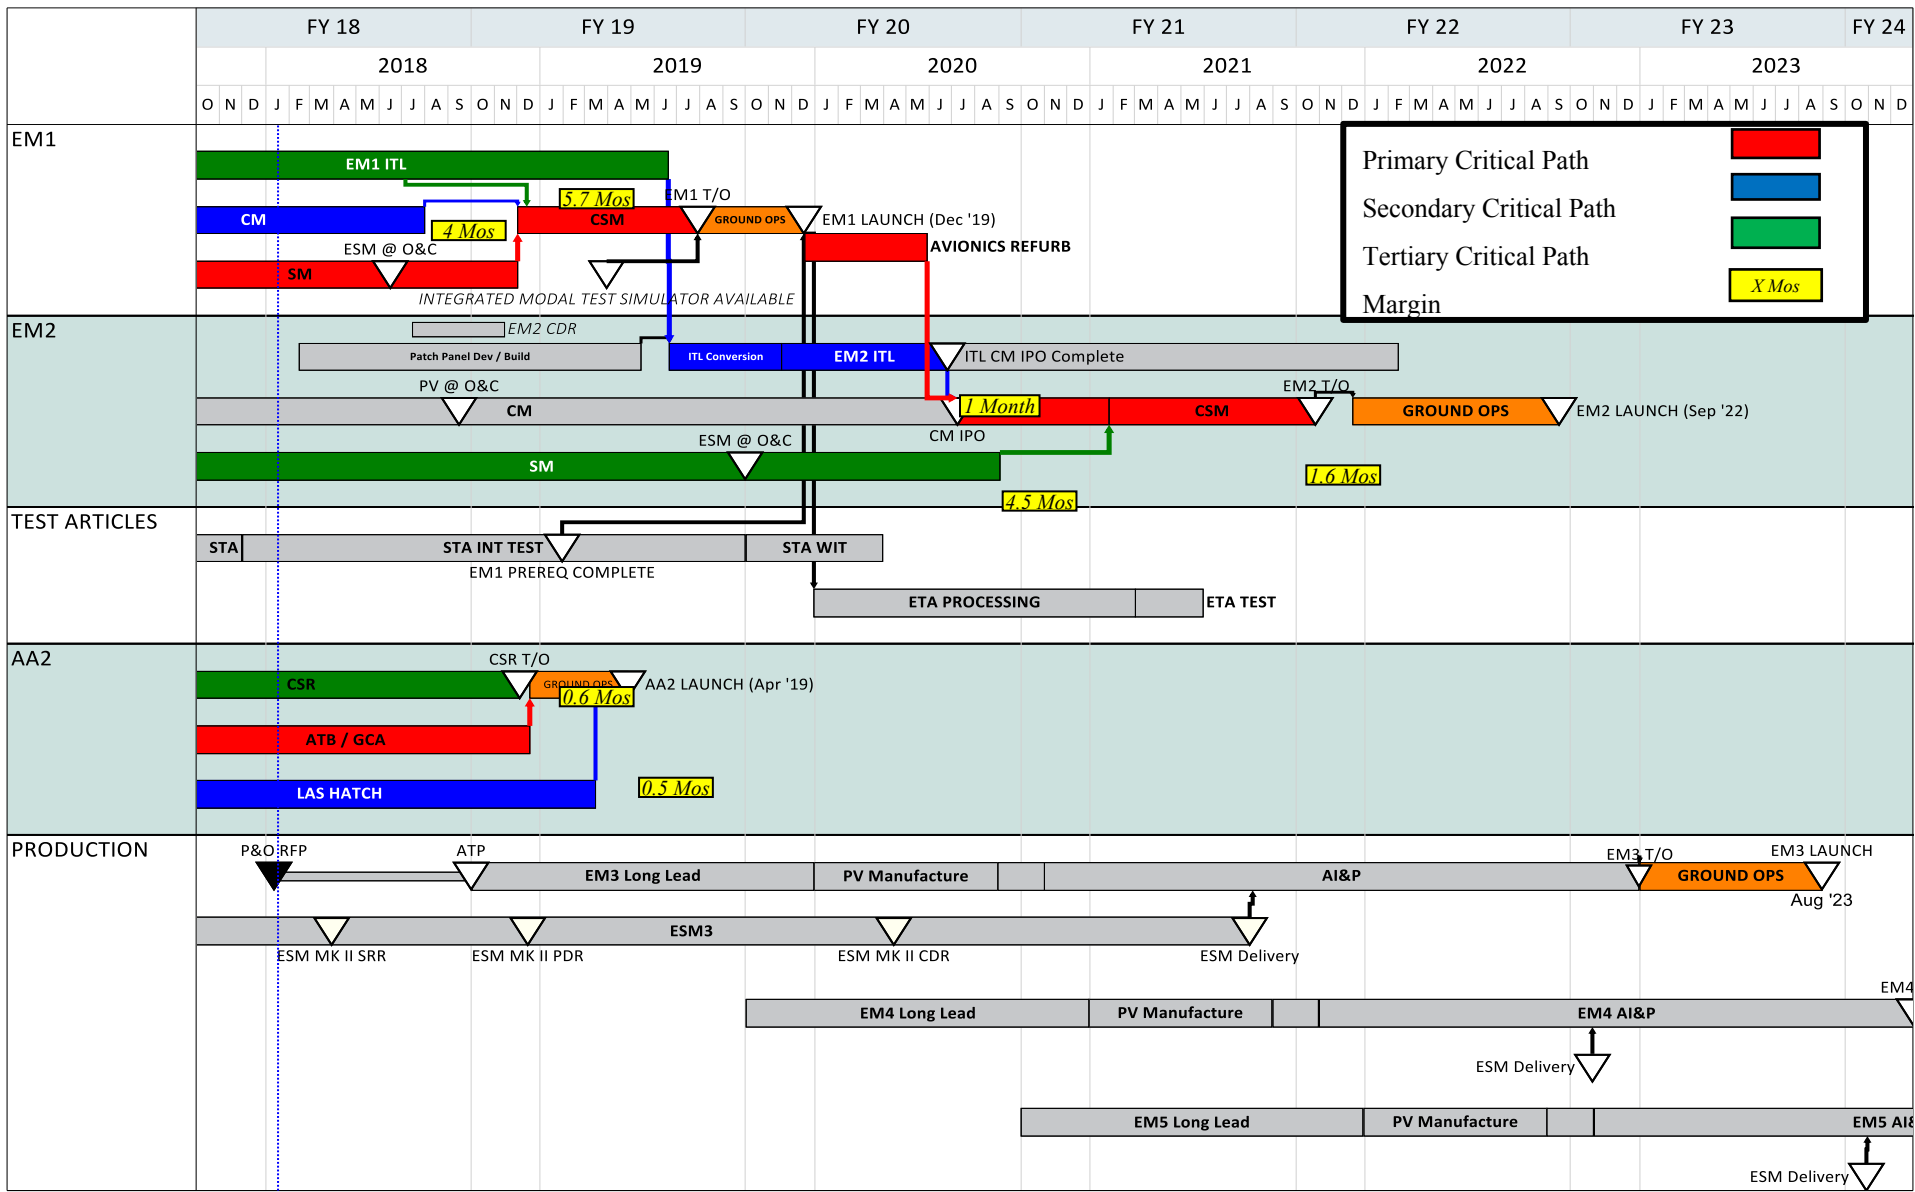 FY 18 FY 19 FY 20 FY 21 FY 22 FY 23 FY 24
2018 2019 2020 2021 2022 2023
O N D J F M A M J J A S O N D J F M A M J J A S O N D J F M A M J J A S O N D J F M A M J J A S O N D J F M A M J J A S O N D J F M A M J J A S O N D
EM1
EM1 ITL
5.7 Mos
EM1 T/O
CM
4 Mos
CSM
GROUND OPS
EM1 LAUNCH (Dec '19)
AVIONICS REFURB
ESM @ O&C
SM
INTEGRATED MODAL TEST SIMULATOR AVAILABLE
Primary Critical Path
Secondary Critical Path
Tertiary Critical Path
Margin
X Mos
EM2
EM2 CDR
Patch Panel Dev / Build
ITL Conversion
EM2 ITL
ITL CM IPO Complete
PV @ O&C
EM2 T/O
CM
1 Month
CSM
GROUND OPS
EM2 LAUNCH (Sep '22)
CM IPO
ESM @ O&C
SM
1.6 Mos
4.5 Mos
TEST ARTICLES
STA
STA INT TEST
STA WIT
EM1 PREREQ COMPLETE
ETA PROCESSING
ETA TEST
AA2
CSR T/O
CSR
GROUND OPS
0.6 Mos
AA2 LAUNCH (Apr '19)
ATB / GCA
LAS HATCH
0.5 Mos
PRODUCTION
P&O RFP
ATP
EM3 T/O
EM3 LAUNCH
EM3 Long Lead
PV Manufacture
AI&P
GROUND OPS
Aug '23
ESM3
ESM MK II SRR
ESM MK II PDR
ESM MK II CDR
ESM Delivery
EM4
EM4 Long Lead
PV Manufacture
EM4 AI&P
ESM Delivery
EM5 Long Lead
PV Manufacture
EM5 AI&
ESM Delivery